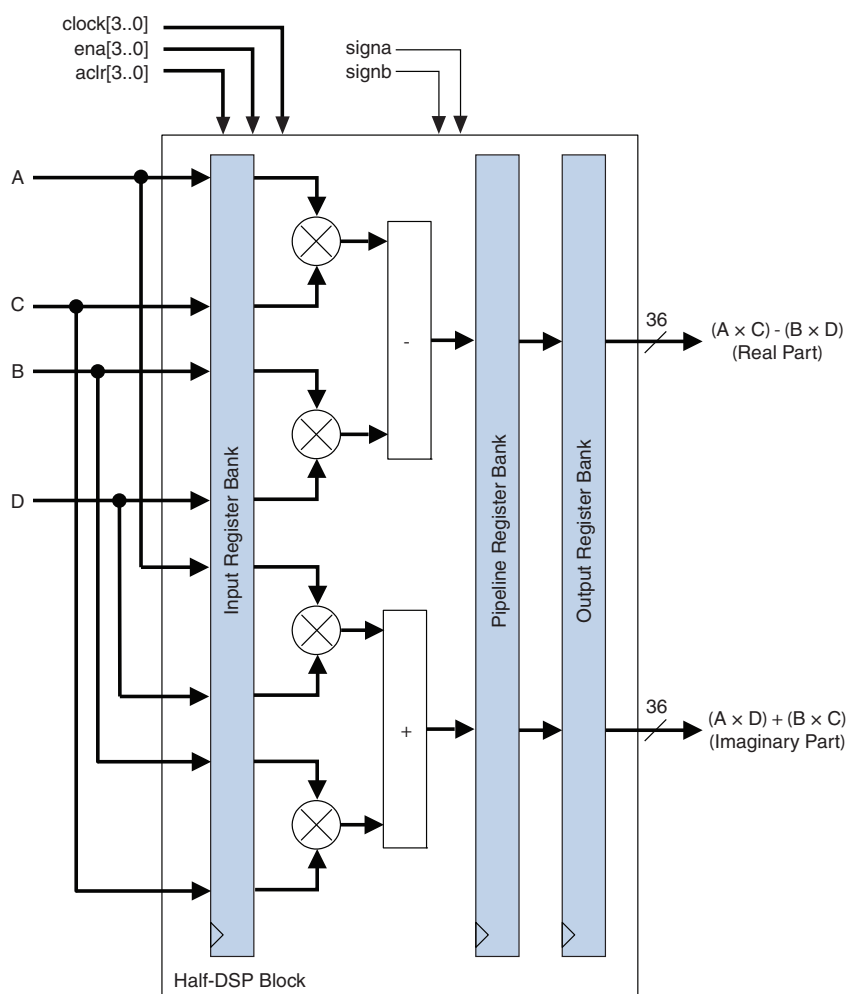 clock[3..0]
ena[3..0]
aclr[3..0]
signa
signb
A
C
B
D
Input Register Bank
-
+
Pipeline Register Bank
Output Register Bank
36
(A × C) - (B × D)
(Real Part)
36
(A × D) + (B × C)
(Imaginary Part)
Half-DSP Block